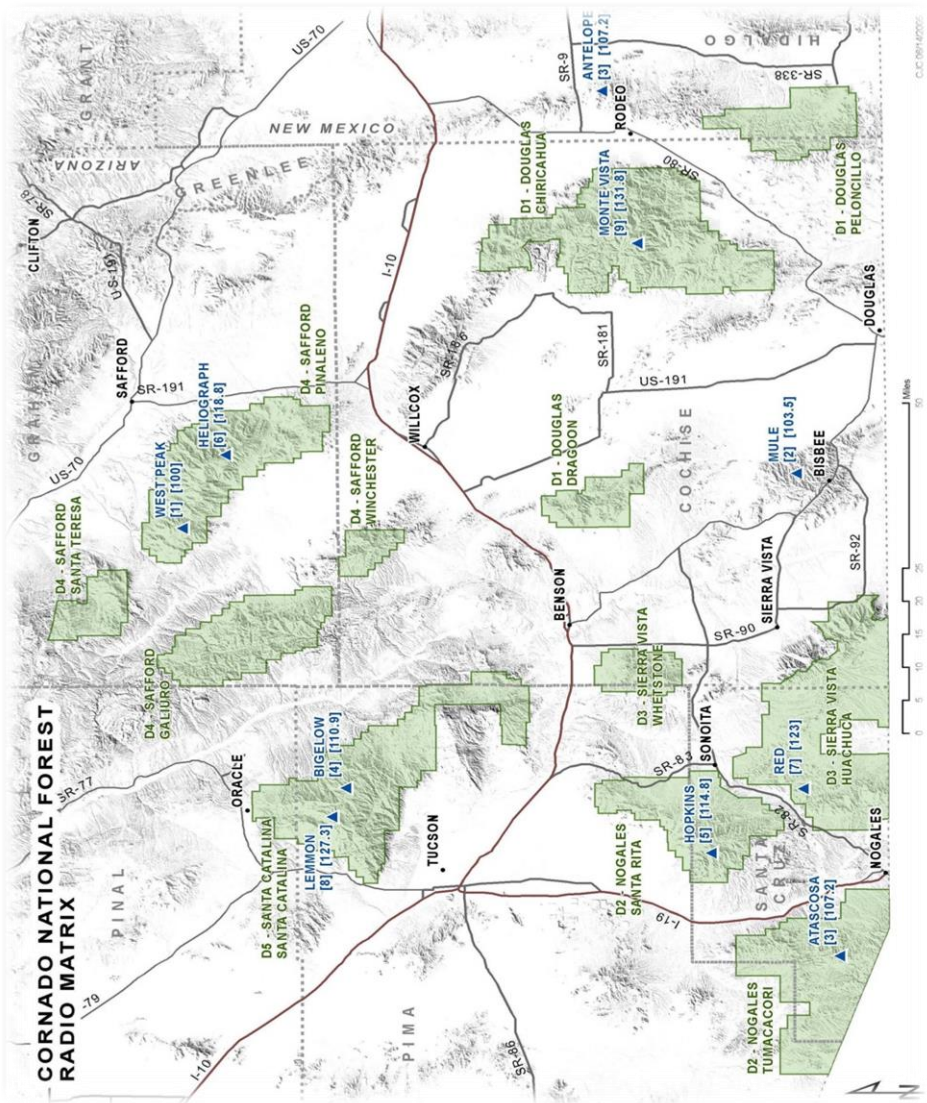 CORNADO NATIONAL FOREST
RADIO MATRIX
PINAL
SR-77
-79
I-10
ORACLE
D5 - SANTA CATALINA
SANTA CATALINA
LEMMON
[8] [127.3]
BIGELOW
[4] [110.9]
TUCSON
PIMA
SR-86
D4 - SAFFORD
SANTA TERESA
D4 - SAFFORD
GALIURO
WEST PEAK
[1] [100]
HELIOGRAPH
[6] [118.8]
D4 - SAFFORD
PINALENO
D4 - SAFFORD
WINCHESTER
GRAHAM
US-70
SAFFORD
SR-191
CLIFTON
SR-78
US-191
GREENLEE
ARIZONA
NEW MEXICO
GRANT
US-70
I-10
WILLCOX
SR-186
SR-181
US-191
BENSON
D1 - DOUGLAS
DRAGOON
D1 - DOUGLAS
CHIRICAHUA
MONTE VISTA
[9] [131.8]
ANTELOPE
[3] [107.2]
SR-9
RODEO
SR-80
HIDALGO
SR-338
D1 - DOUGLAS
PELONCILLO
COCHISE
MULE
[2] [103.5]
BISBEE
DOUGLAS
SIERRA VISTA
SR-92
SR-90
D3 - SIERRA VISTA
WHETSTONE
SONOITA
SR-83
SR-82
RED
[7] [123]
D3 - SIERRA VISTA
HUACHUCA
D2 - NOGALES
SANTA RITA
HOPKINS
[5] [114.8]
SANTA
CRUZ
I-19
ATASCOSA
[3] [107.2]
NOGALES
D2 - NOGALES
TUMACACORI
N
0 5 10 15 20 25 50
Miles